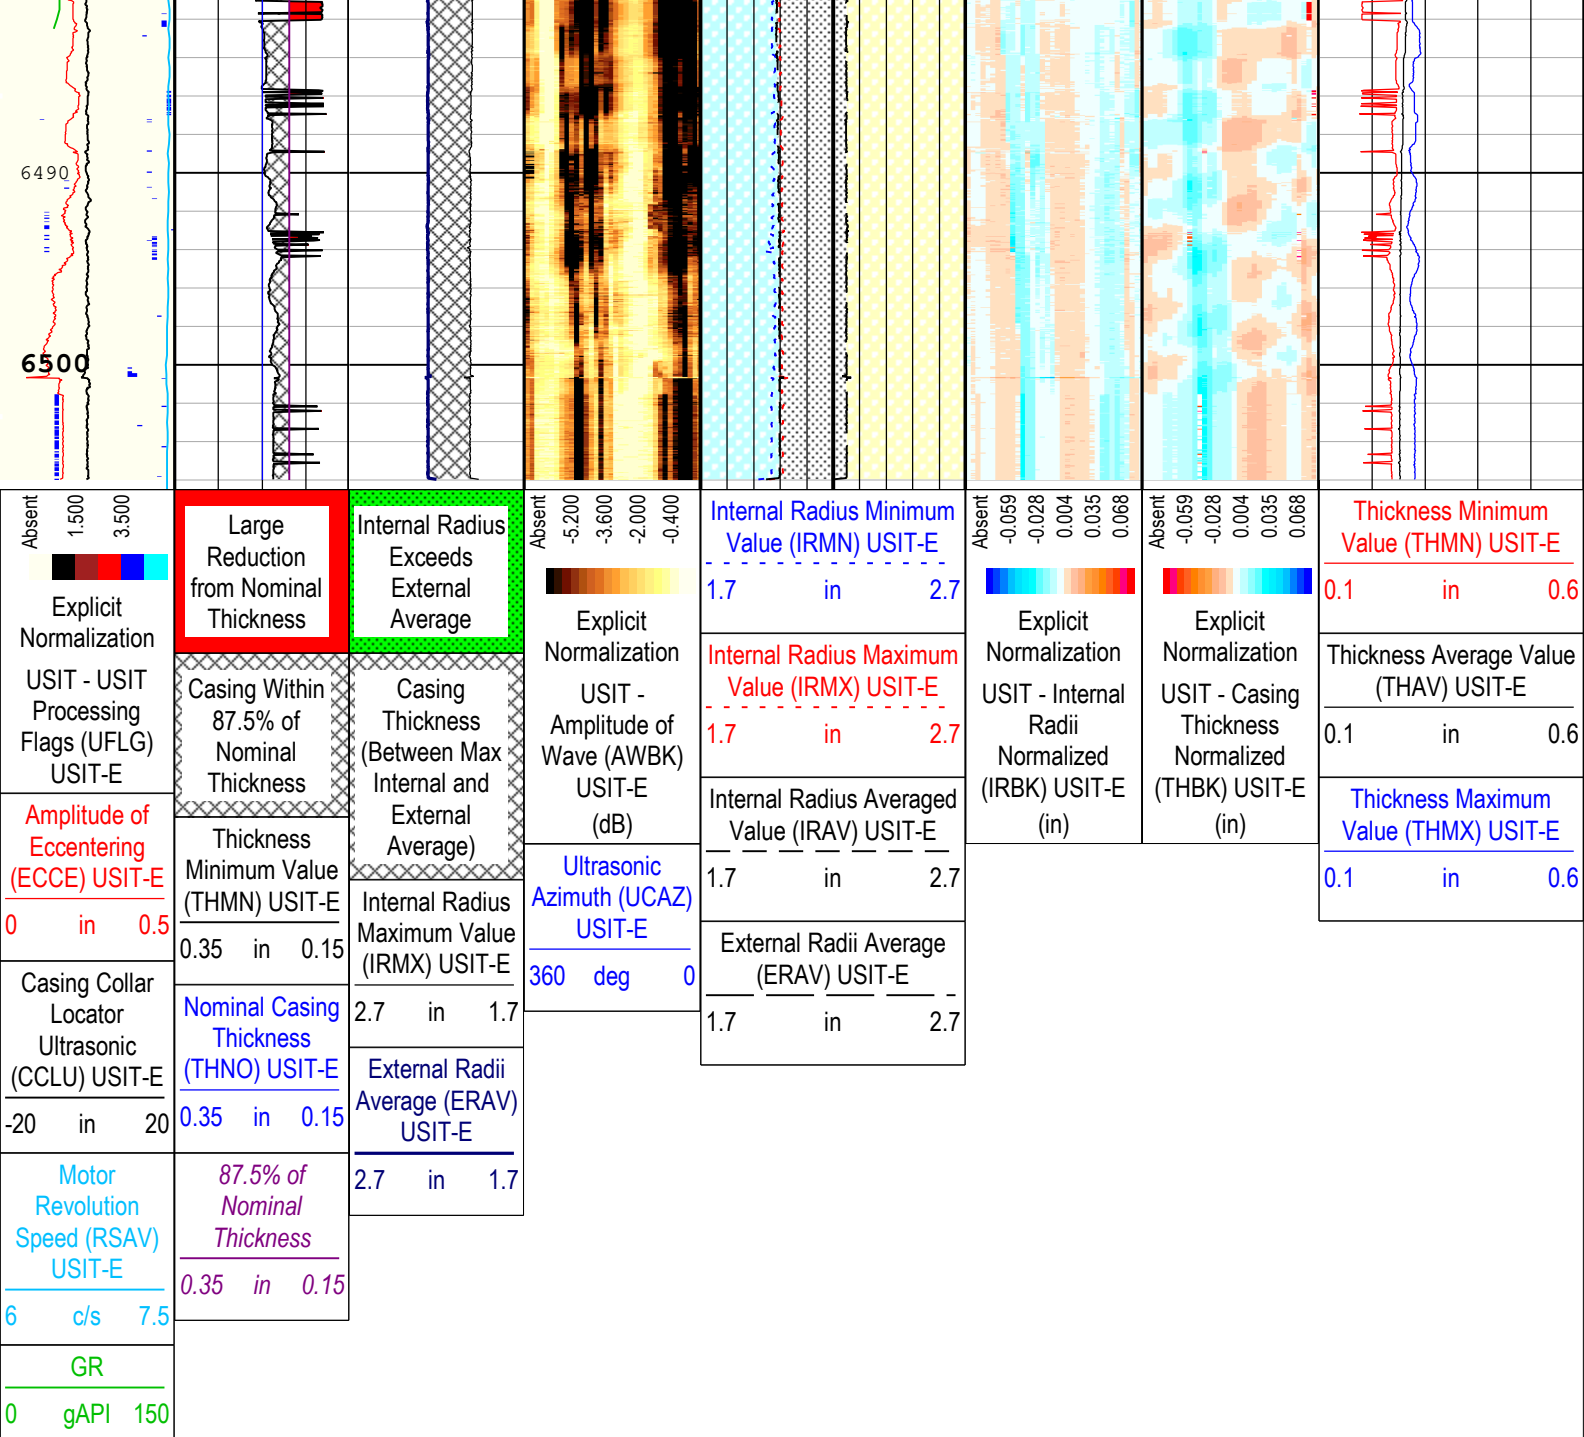 6490
6500
Absent
1.500
3.500
Explicit
Normalization
USIT - USIT
Processing
Flags (UFLG)
USIT-E
Amplitude of
Eccentering
(ECCE) USIT-E
0 in 0.5
Casing Collar
Locator
Ultrasonic
(CCLU) USIT-E
-20 in 20
Motor
Revolution
Speed (RSAV)
USIT-E
6 c/s 7.5
GR
0 gAPI 150
Large
Reduction
from Nominal
Thickness
Casing Within
87.5% of
Nominal
Thickness
Thickness
Minimum Value
(THMN) USIT-E
0.35 in 0.15
Nominal Casing
Thickness
(THNO) USIT-E
0.35 in 0.15
87.5% of
Nominal
Thickness
0.35 in 0.15
Internal Radius
Exceeds
External
Average
Casing
Thickness
(Between Max
Internal and
External
Average)
Internal Radius
Maximum Value
(IRMX) USIT-E
2.7 in 1.7
External Radii
Average (ERAV)
USIT-E
2.7 in 1.7
Absent
-5.200
-3.600
-2.000
-0.400
Explicit
Normalization
USIT -
Amplitude of
Wave (AWBK)
USIT-E
(dB)
Ultrasonic
Azimuth (UCAZ)
USIT-E
360 deg 0
Internal Radius Minimum
Value (IRMN) USIT-E
1.7 in 2.7
Internal Radius Maximum
Value (IRMX) USIT-E
1.7 in 2.7
Internal Radius Averaged
Value (IRAV) USIT-E
1.7 in 2.7
External Radii Average
(ERAV) USIT-E
1.7 in 2.7
Absent
-0.059
-0.028
0.004
0.035
0.068
Explicit
Normalization
USIT - Internal
Radii
Normalized
(IRBK) USIT-E
(in)
Absent
-0.059
-0.028
0.004
0.035
0.068
Explicit
Normalization
USIT - Casing
Thickness
Normalized
(THBK) USIT-E
(in)
Thickness Minimum
Value (THMN) USIT-E
0.1 in 0.6
Thickness Average Value
(THAV) USIT-E
0.1 in 0.6
Thickness Maximum
Value (THMX) USIT-E
0.1 in 0.6